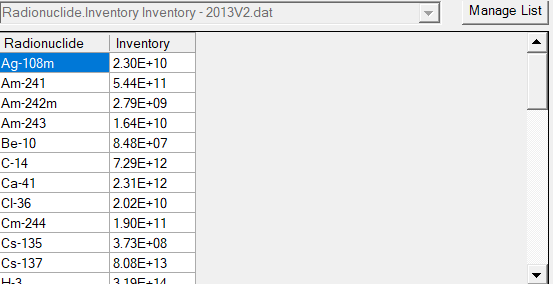 Radionuclide.Inventory Inventory - 2013V2.dat Manage List
Radionuclide Inventory
Ag-108m 2.30E+10
Am-241 5.44E+11
Am-242m 2.79E+09
Am-243 1.64E+10
Be-10 8.48E+07
C-14 7.29E+12
Ca-41 2.31E+12
Cl-36 2.02E+10
Cm-244 1.90E+11
Cs-135 3.73E+08
Cs-137 8.08E+13
H-3 3.19E+14